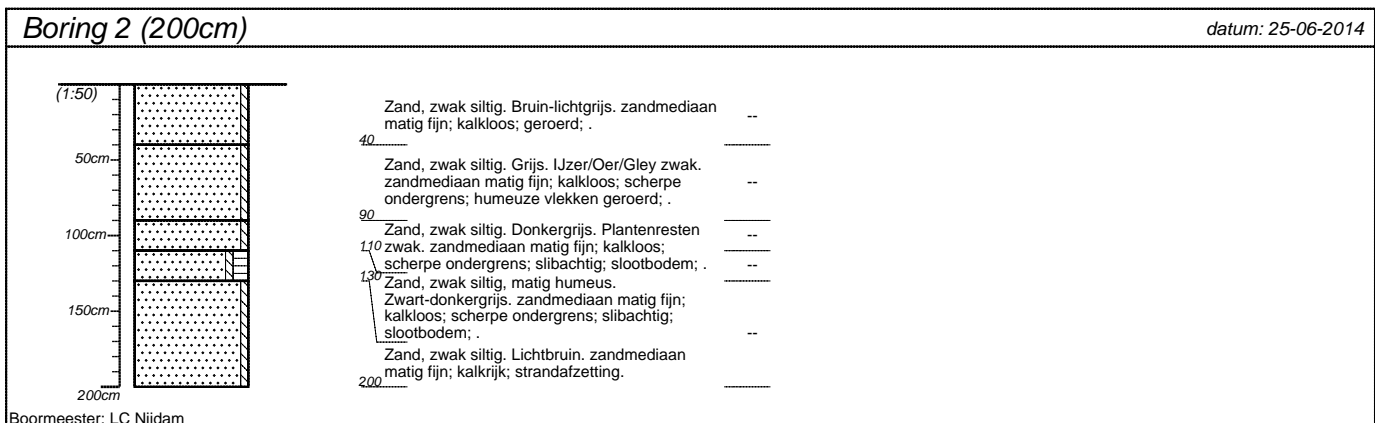 Boring 2 (200cm)
datum: 25-06-2014
(1:50)
Zand, zwak siltig. Bruin-lichtgrijs. zandmediaan
matig fijn; kalkloos; geroerd; .
--
40
50cm
Zand, zwak siltig. Grijs. IJzer/Oer/Gley zwak.
zandmediaan matig fijn; kalkloos; scherpe
ondergrens; humeuze vlekken geroerd; .
--
90
100cm
Zand, zwak siltig. Donkergrijs. Plantenresten
zwak. zandmediaan matig fijn; kalkloos;
scherpe ondergrens; slibachtig; slootbodem; .
--
110
--
130
Zand, zwak siltig, matig humeus.
Zwart-donkergrijs. zandmediaan matig fijn;
kalkloos; scherpe ondergrens; slibachtig;
slootbodem; .
150cm
--
Zand, zwak siltig. Lichtbruin. zandmediaan
matig fijn; kalkrijk; strandafzetting.
200
200cm
Boormeester: LC Nijdam